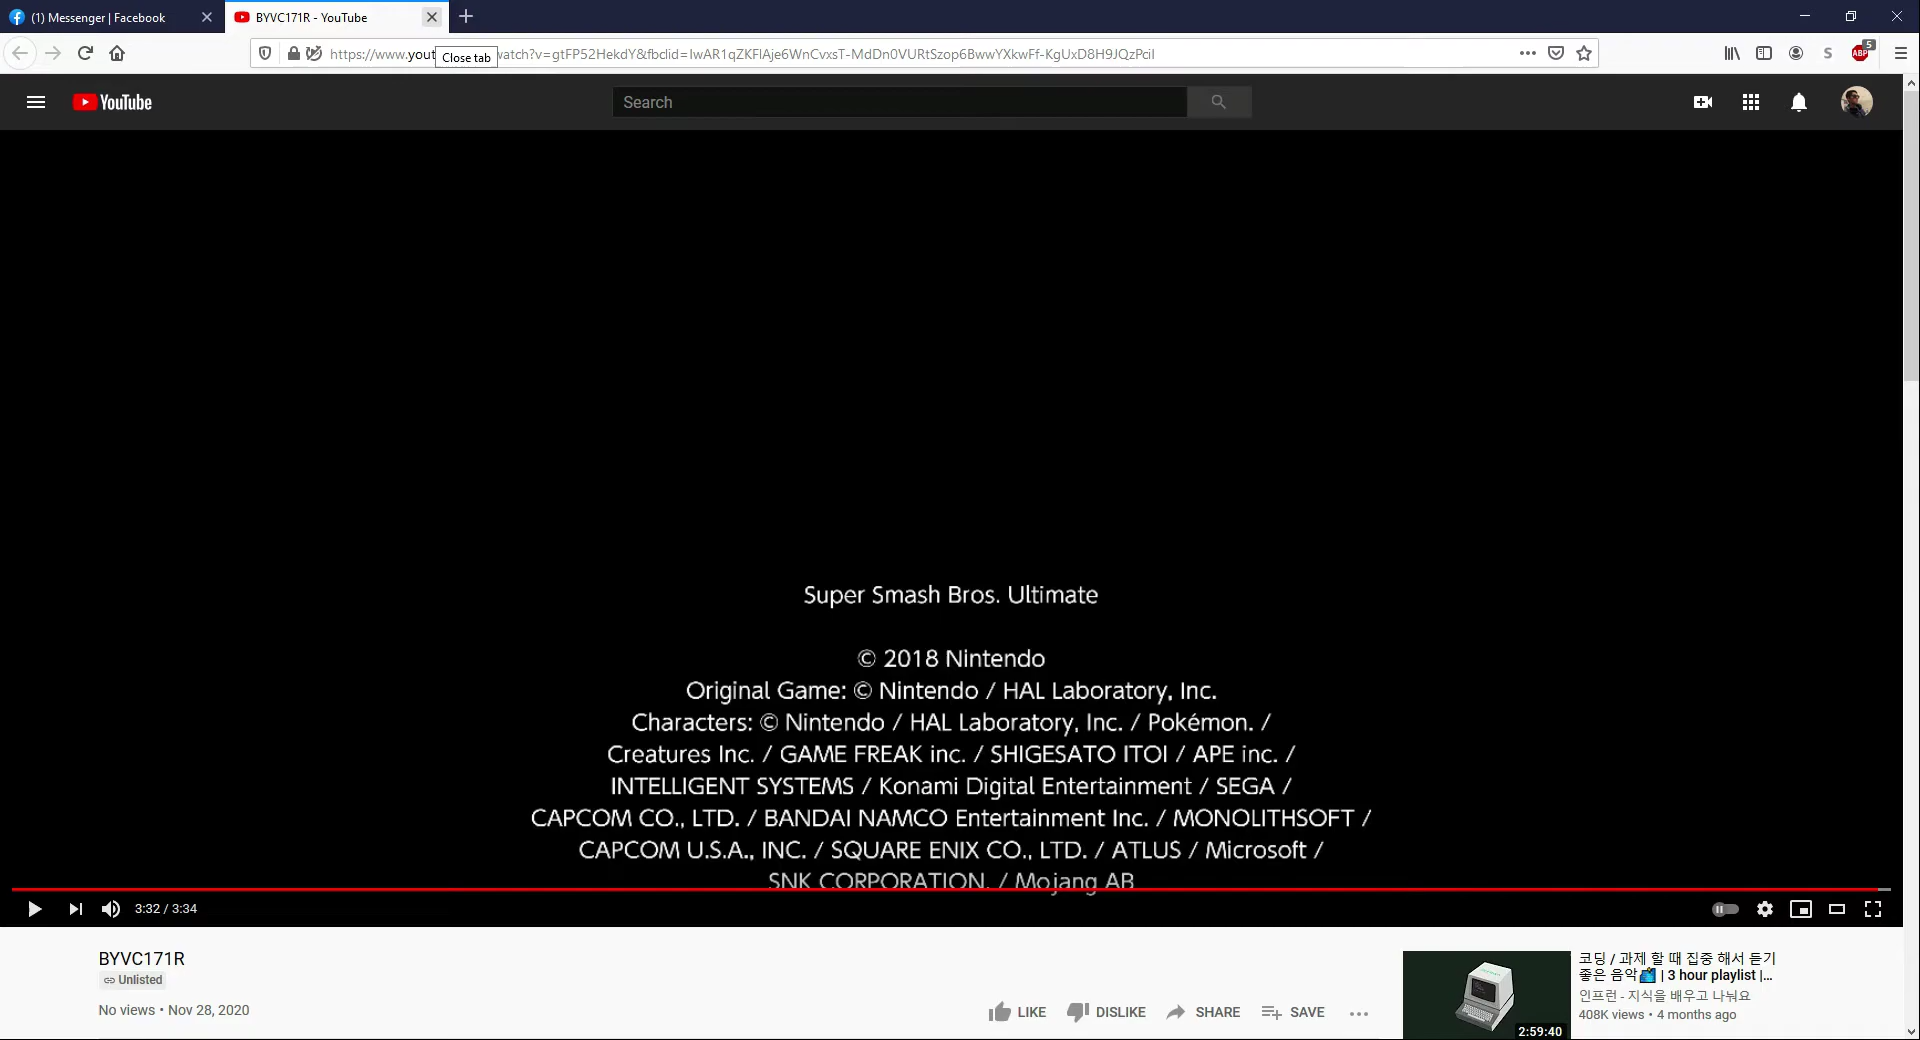 (1) Messenger | Facebook
BYVC171R - YouTube
https://www.yout
Close tab
S
ABP
5
YouTube
Search
Super Smash Bros. Ultimate
© 2018 Nintendo
Original Game: © Nintendo / HAL Laboratory, Inc.
Characters: © Nintendo / HAL Laboratory, Inc. / Pokémon. /
Creatures Inc. / GAME FREAK inc. / SHIGESATO ITOI / APE inc. /
INTELLIGENT SYSTEMS / Konami Digital Entertainment / SEGA /
CAPCOM CO., LTD. / BANDAI NAMCO Entertainment Inc. / MONOLITHSOFT /
CAPCOM U.S.A., INC. / SQUARE ENIX CO., LTD. / ATLUS / Microsoft /
SNK CORPORATION. / Mojang AB
3:32 / 3:34
BYVC171R
Unlisted
No views • Nov 28, 2020
LIKE DISLIKE SHARE SAVE
코딩 / 과제 할 때 집중 해서 듣기
좋은 음악 | 3 hour playlist |...
인프런 - 지식을 배우고 나눠요
408K views • 4 months ago
2:59:40